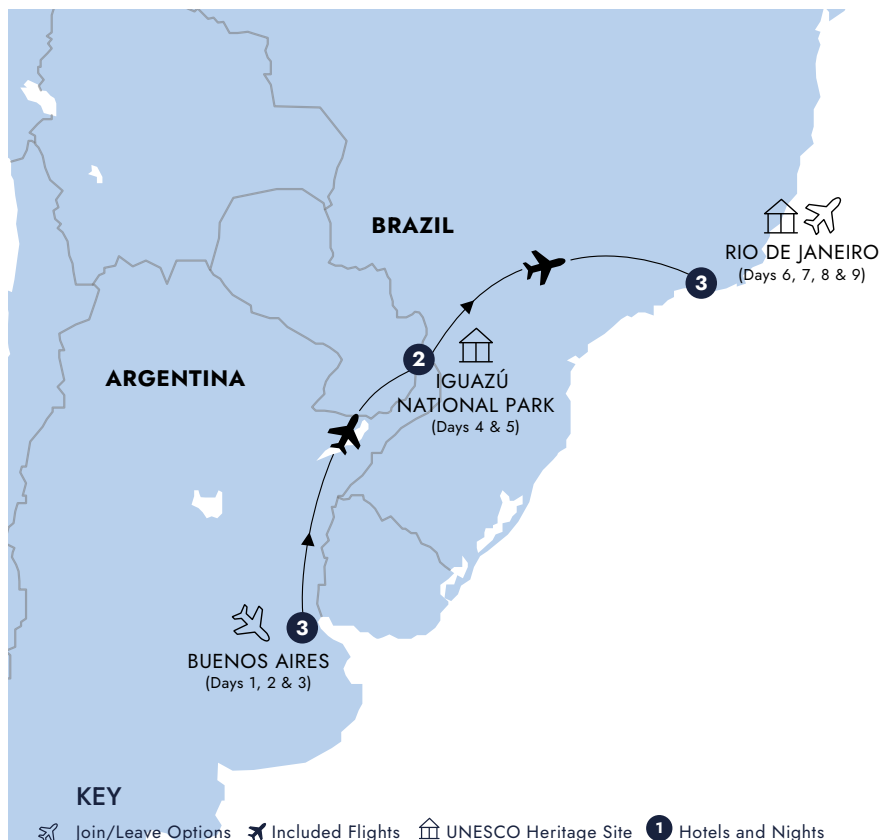 BRAZIL
RIO DE JANEIRO
(Days 6, 7, 8 & 9)
3
2
IGUAZÚ
NATIONAL PARK
(Days 4 & 5)
ARGENTINA
3
BUENOS AIRES
(Days 1, 2 & 3)
KEY
Join/Leave Options Included Flights UNESCO Heritage Site 1 Hotels and Nights